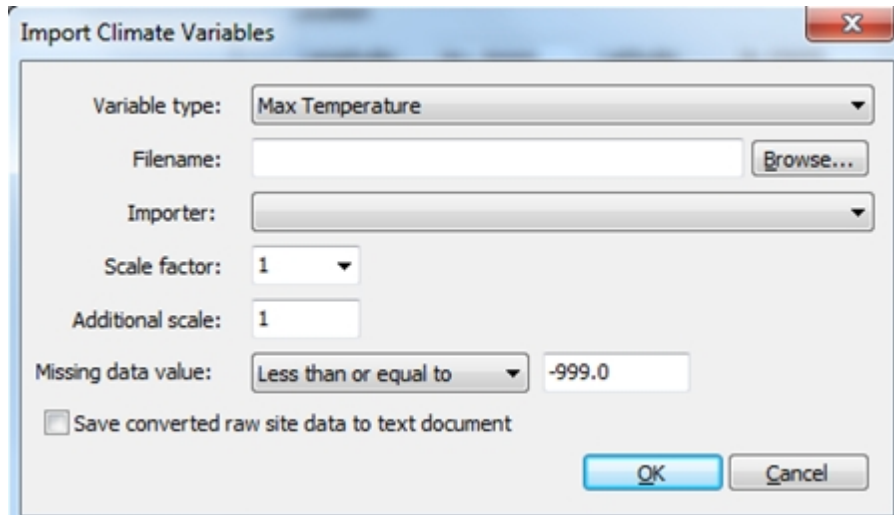 Import Climate Variables
Variable type: Max Temperature
Filename: Browse...
Importer:
Scale factor: 1
Additional scale: 1
Missing data value: Less than or equal to -999.0
Save converted raw site data to text document
OK Cancel